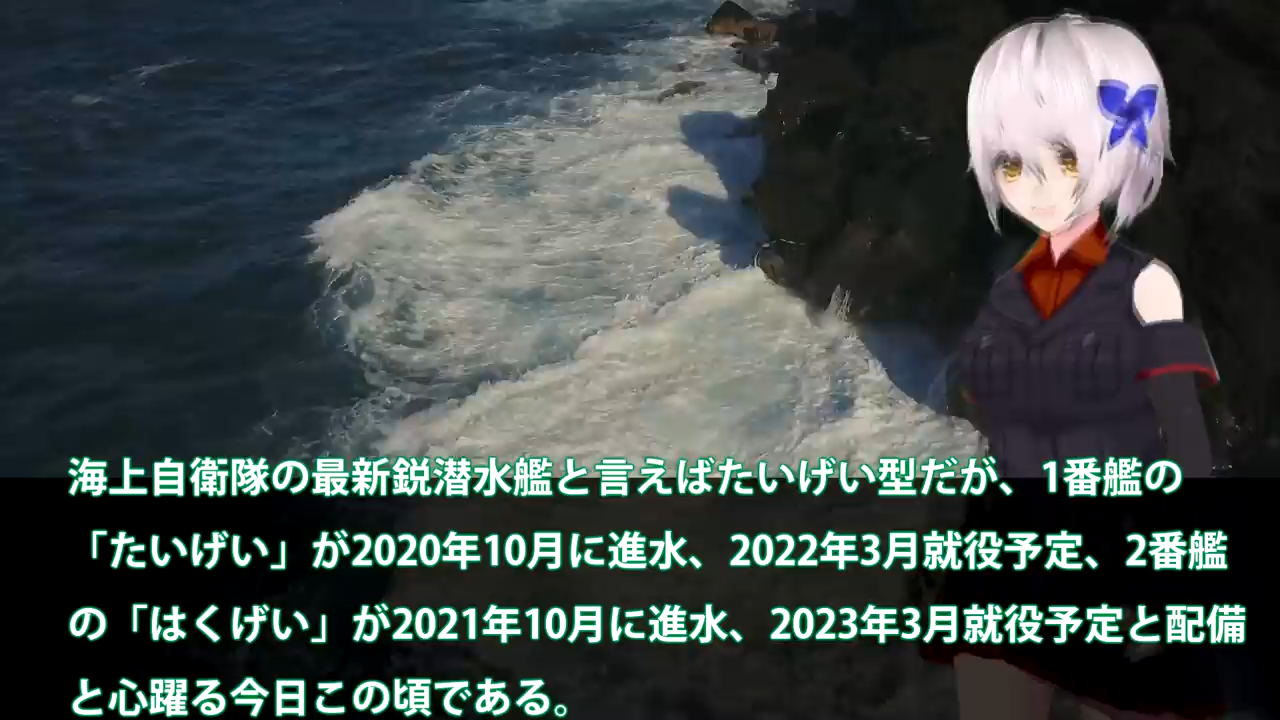 海上自衛隊の最新鋭潜水艦と言えばたいげい型だが、1番艦の
「たいげい」が2020年10月に進水、2022年3月就役予定、2番艦
の「はくげい」が2021年10月に進水、2023年3月就役予定と配備
と心躍る今日この頃である。